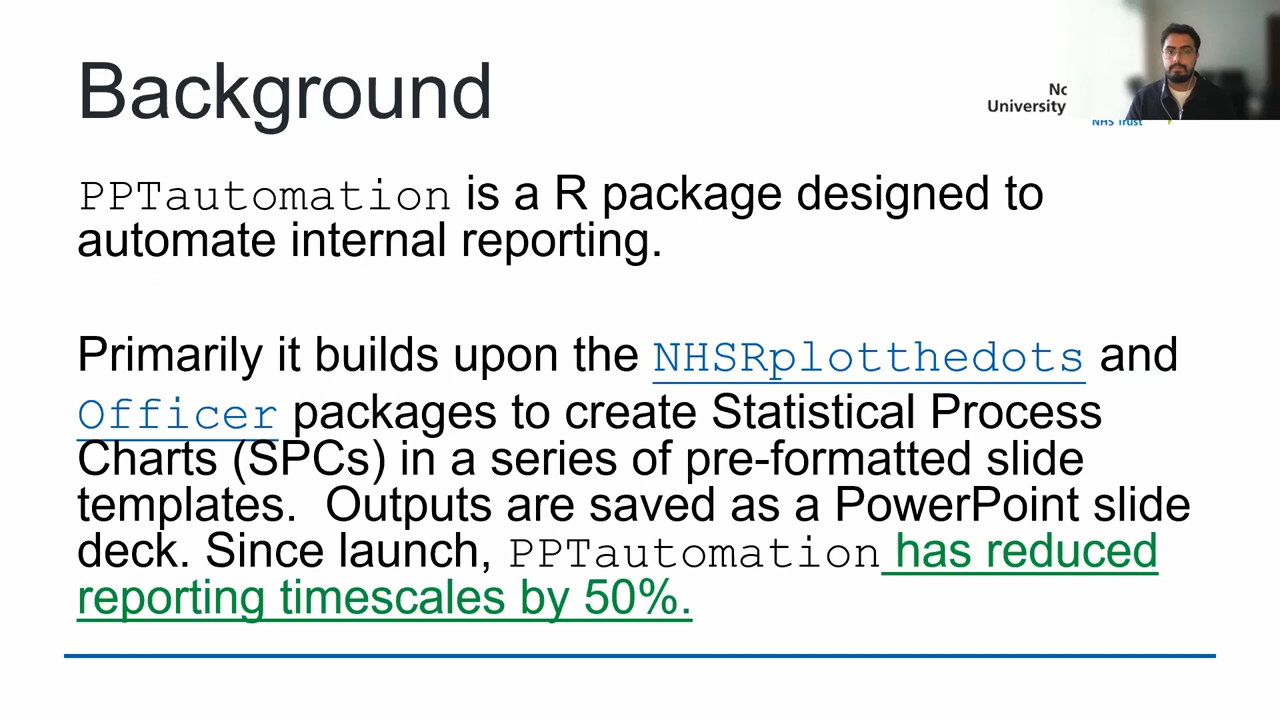 Background
University
NHS Trust
PPTautomation is a R package designed to
automate internal reporting.
Primarily it builds upon the NHSRplotthedots and
Officer packages to create Statistical Process
Charts (SPCs) in a series of pre-formatted slide
templates.  Outputs are saved as a PowerPoint slide
deck. Since launch, PPTautomation has reduced
reporting timescales by 50%.